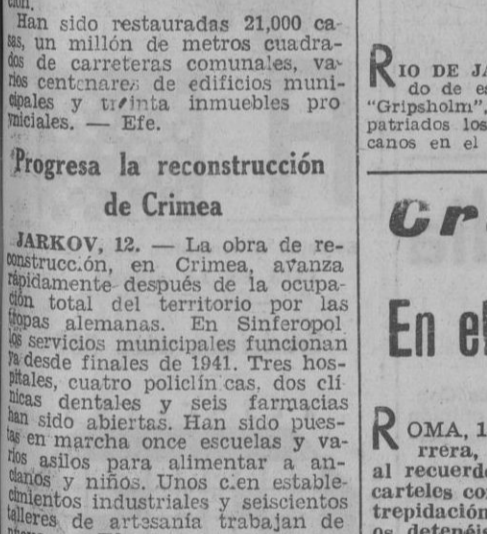 ción.
Han sido restauradas 21,000 ca-
sas, un millón de metros cuadra-
dos de carreteras comunales, va-
rios centenares de edificios muni-
cipales y treinta inmuebles pro
vniciales. — Efe.
Progresa la reconstrucción
de Crimea
JARKOV, 12. — La obra de re-
construcción, en Crimea, avanza
rápidamente después de la ocupa-
ción total del territorio por las
tropas alemanas. En Sinferopol
los servicios municipales funcionan
ya desde finales de 1941. Tres hos-
pitales, cuatro policlínicas, dos clí
nicas dentales y seis farmacias
han sido abiertas. Han sido pues-
tas en marcha once escuelas y va-
rios asilos para alimentar a an-
cianos y niños. Unos cien estable-
cimientos industriales y seiscientos
talleres de artesanía trabajan de
RIO DE JA
do de es
"Gripsholm",
patriados los
canos en el
Cr
En el
ROMA, 1
rrera,
al recuerdo
carteles co
trepidación
os detenéis